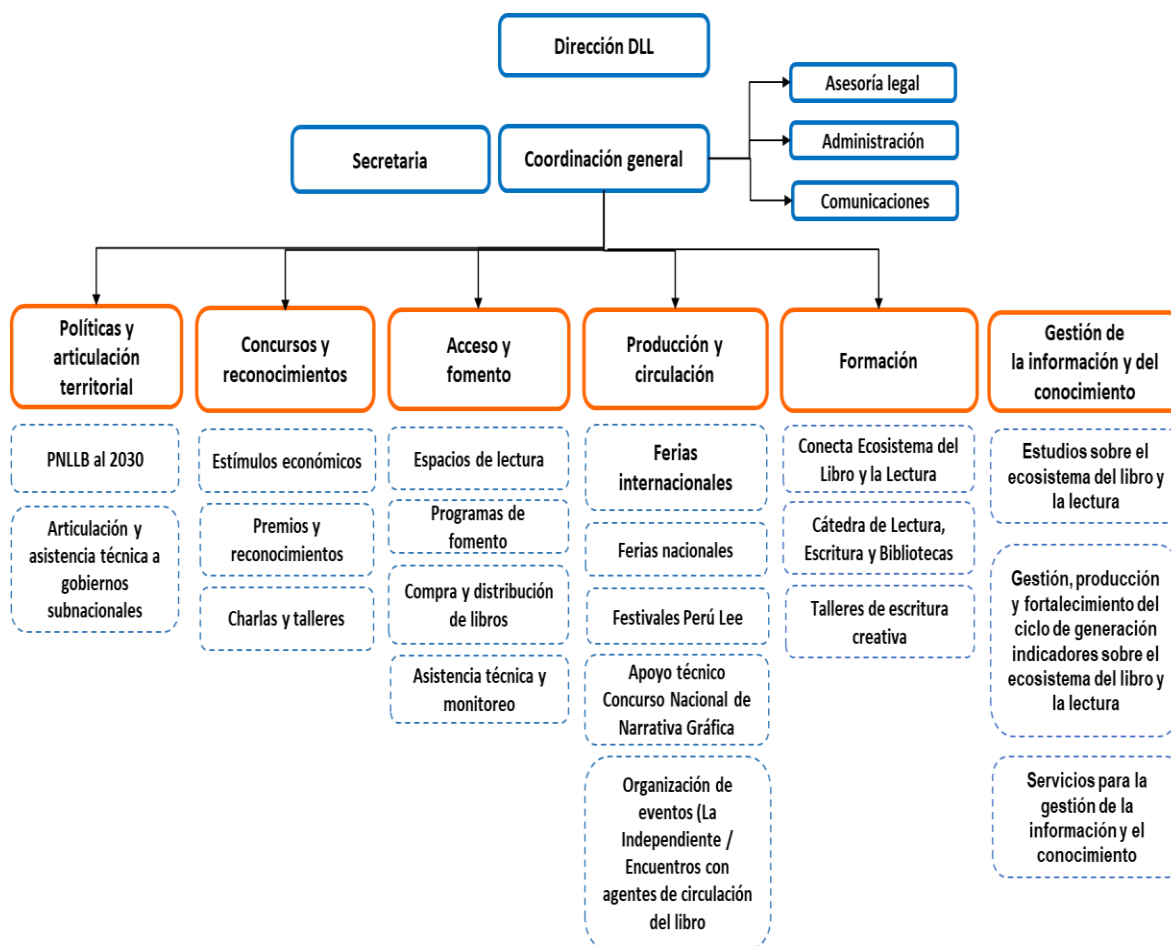 Dirección DLL
Asesoría legal
Administración
Comunicaciones
Secretaria
Coordinación general
Políticas y
articulación
territorial
Concursos y
reconocimientos
Acceso y
fomento
Producción y
circulación
Formación
Gestión de
la información y del
conocimiento
PNLLB al 2030
Articulación y
asistencia técnica a
gobiernos
subnacionales
Estímulos económicos
Premios y
reconocimientos
Charlas y talleres
Espacios de lectura
Programas de
fomento
Compra y distribución
de libros
Asistencia técnica y
monitoreo
Ferias
internacionales
Ferias nacionales
Festivales Perú Lee
Apoyo técnico
Concurso Nacional de
Narrativa Gráfica
Organización de
eventos (La
Independiente /
Encuentros con
agentes de circulación
del libro
Conecta Ecosistema del
Libro y la Lectura
Cátedra de Lectura,
Escritura y Bibliotecas
Talleres de escritura
creativa
Estudios sobre el
ecosistema del libro y
la lectura
Gestión, producción
y fortalecimiento del
ciclo de generación
indicadores sobre el
ecosistema del libro y
la lectura
Servicios para la
gestión de la
información y el
conocimiento